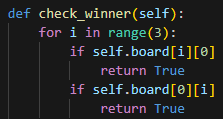 def check_winner(self):
    for i in range(3):
        if self.board[i][0]
            return True
        if self.board[0][i]
            return True